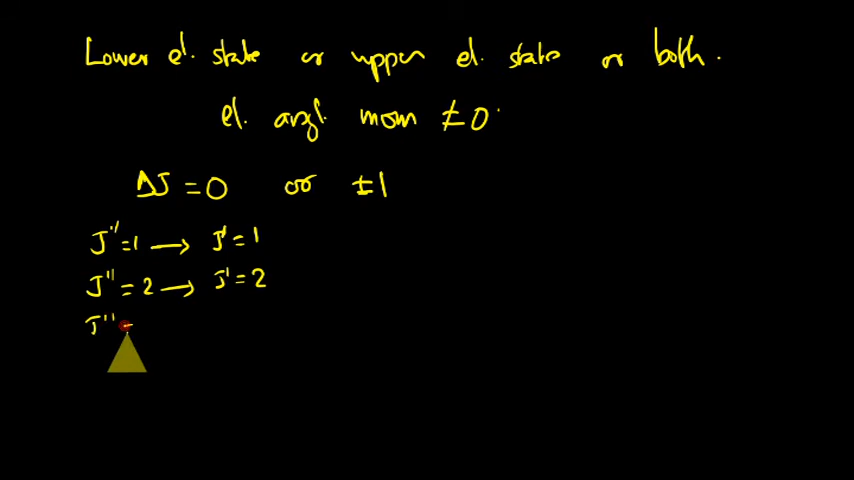 Lower el. state or upper el. state or both.
el. angl. mom ≠0.
ΔJ = 0 or ±1
J'' = 1 → J' = 1
J'' = 2 → J' = 2
J'' =